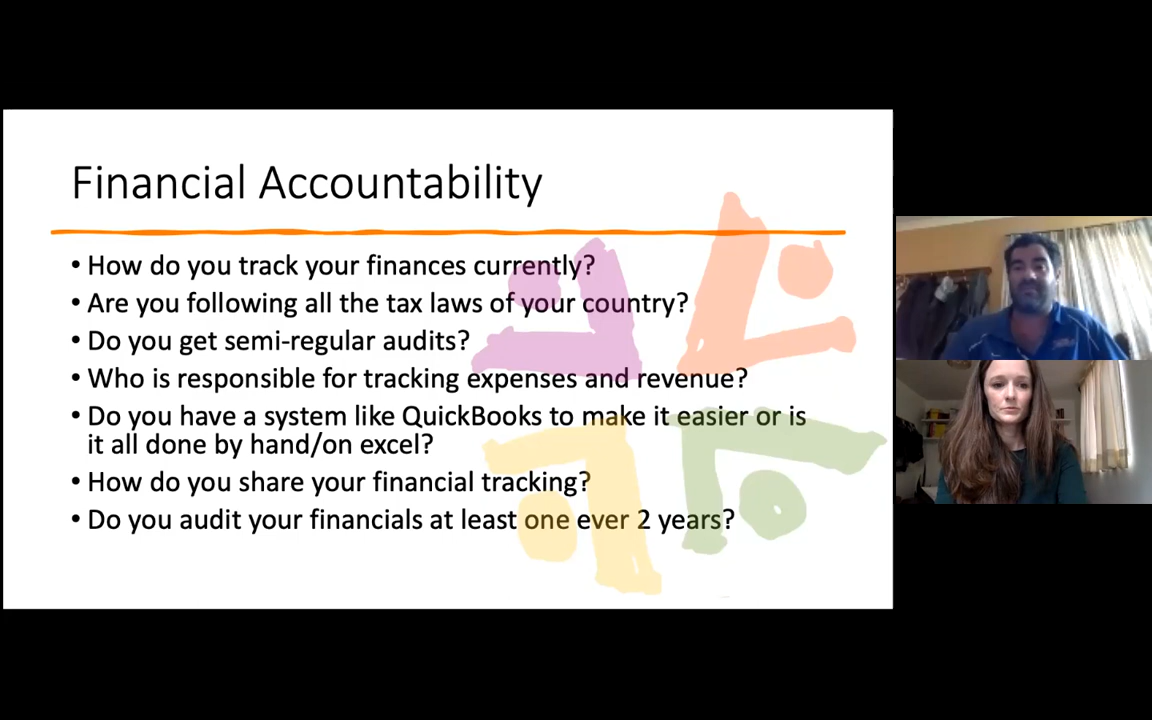 Financial Accountability
• How do you track your finances currently?
• Are you following all the tax laws of your country?
• Do you get semi-regular audits?
• Who is responsible for tracking expenses and revenue?
• Do you have a system like QuickBooks to make it easier or is
it all done by hand/on excel?
• How do you share your financial tracking?
• Do you audit your financials at least one ever 2 years?